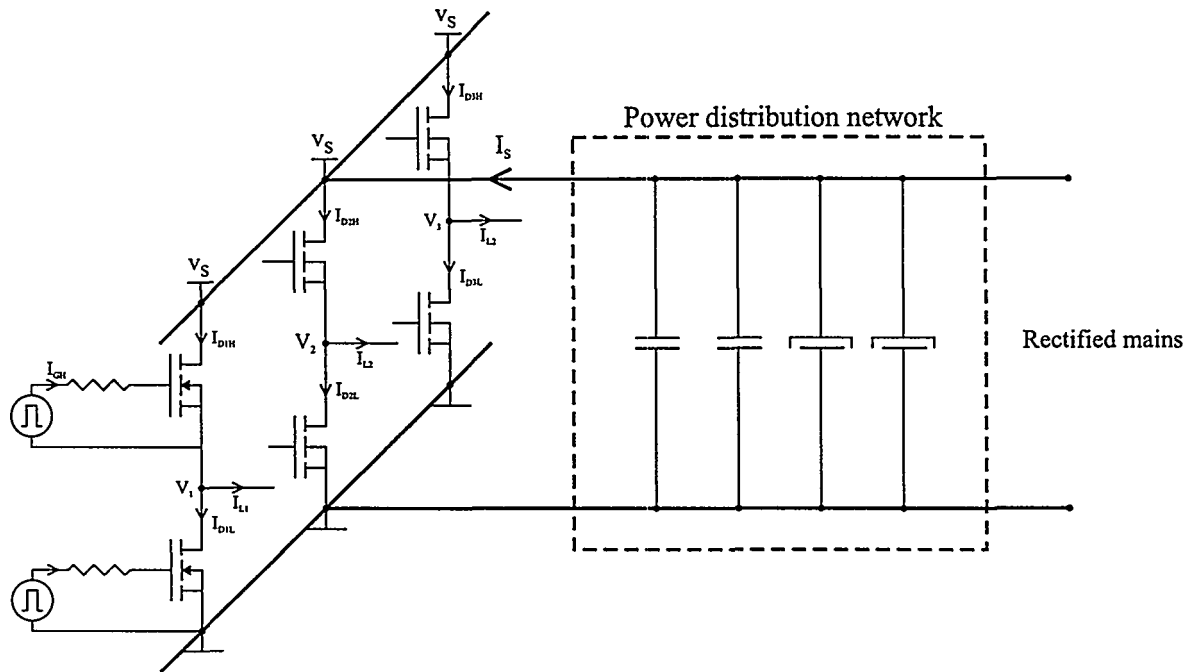 V_S
I_D3H
Power distribution network
V_S
I_S
I_D2H
V_3
I_L2
V_S
I_D3L
I_D1H
V_2
I_L2
Rectified mains
I_GH
I_D2L
V_1
I_L1
I_D1L